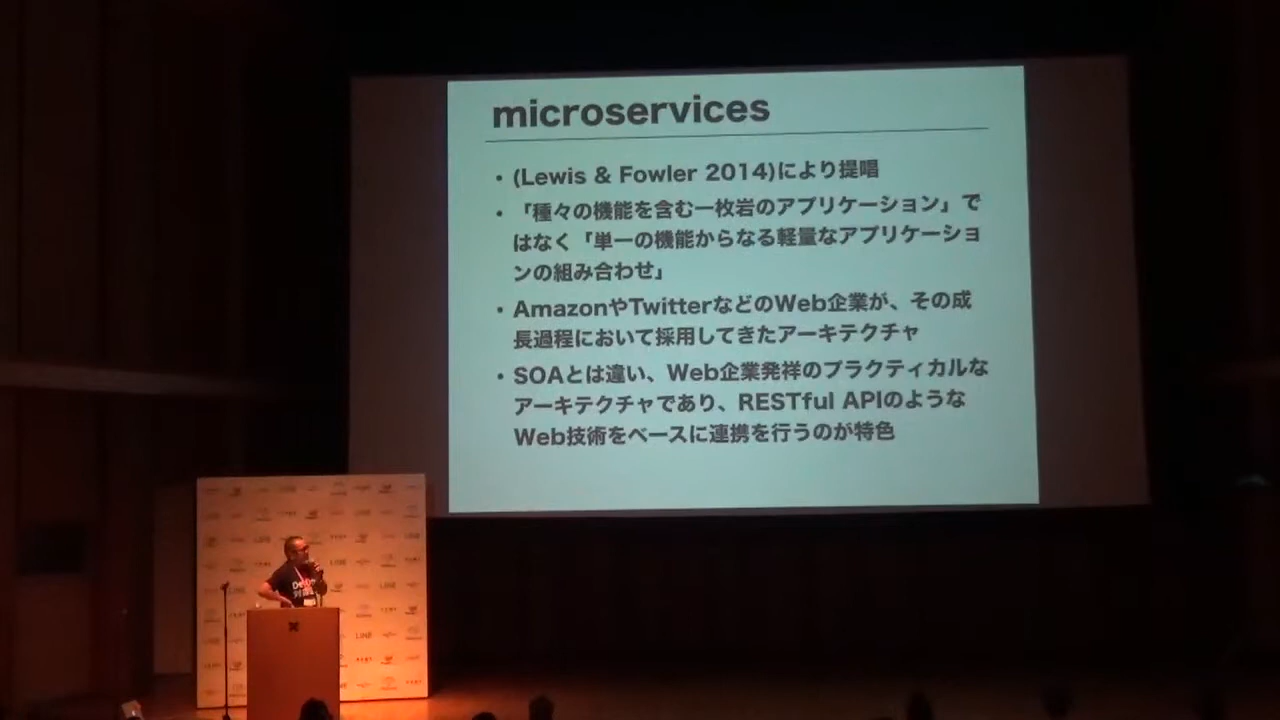 microservices
・(Lewis & Fowler 2014)により提唱
・「種々の機能を含む一枚岩のアプリケーション」で
はなく「単一の機能からなる軽量なアプリケーショ
ンの組み合わせ」
・AmazonやTwitterなどのWeb企業が、その成
長過程において採用してきたアーキテクチャ
・SOAとは違い、Web企業発祥のプラクティカルな
アーキテクチャであり、RESTful APIのような
Web技術をベースに連携を行うのが特色
LINE
LINE
LINE
LINE